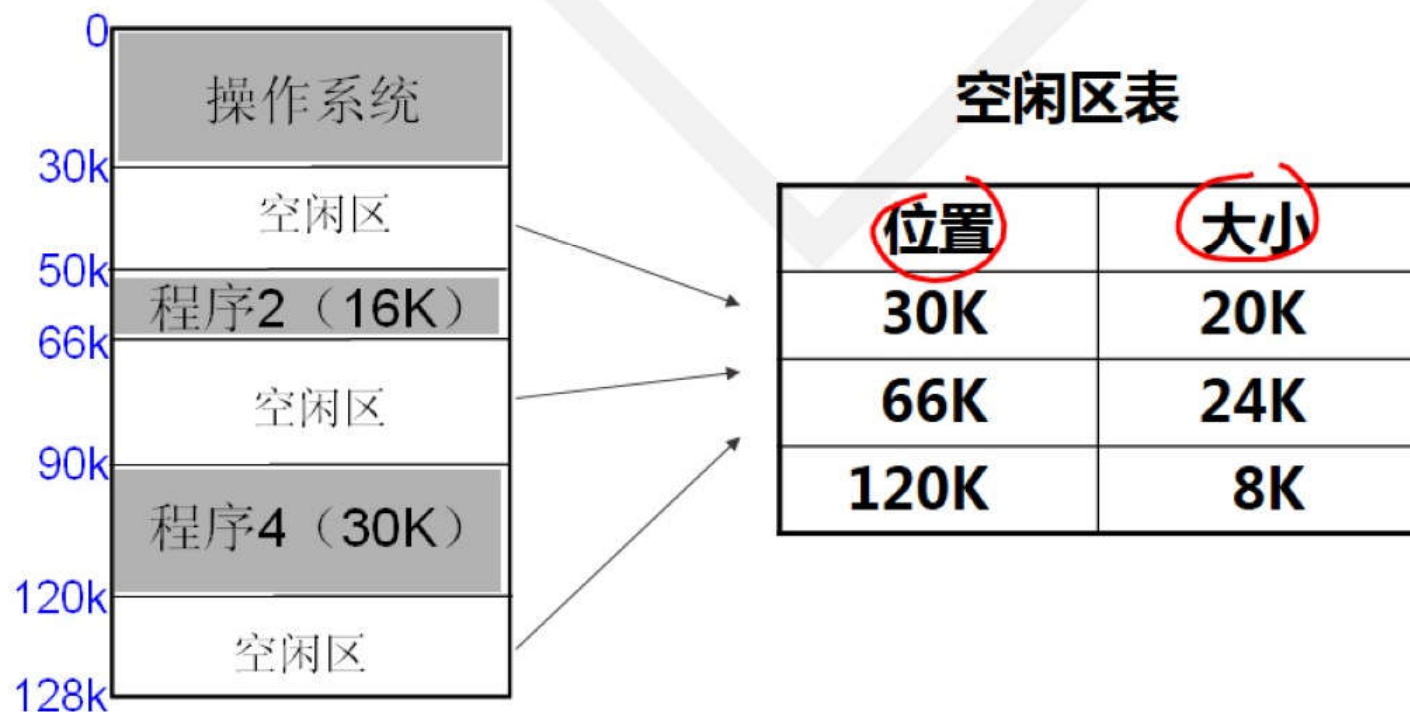 0
操作系统
30k
空闲区
50k
程序2（16K）
66k
空闲区
90k
程序4（30K）
120k
空闲区
128k
空闲区表
位置 大小
30K 20K
66K 24K
120K 8K